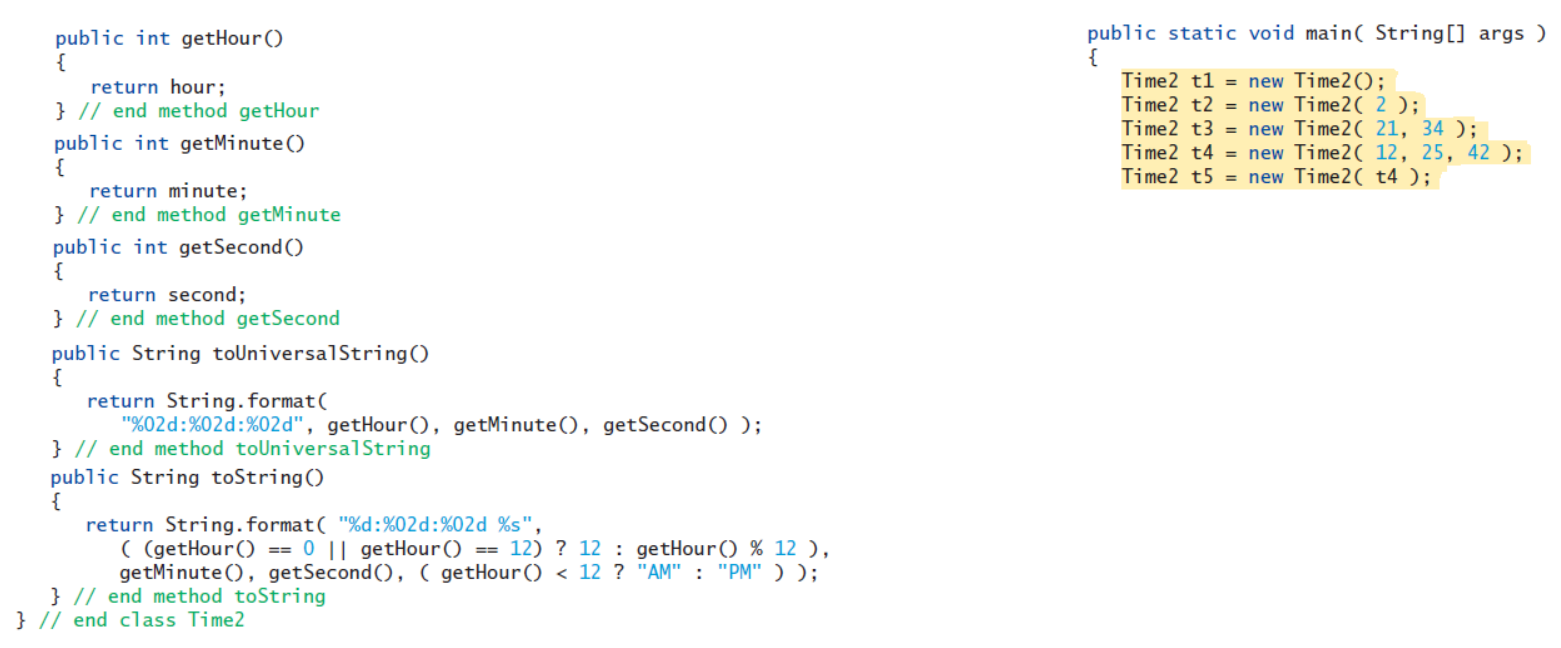 public int getHour()
{
return hour;
} // end method getHour
public int getMinute()
{
return minute;
} // end method getMinute
public int getSecond()
{
return second;
} // end method getSecond
public String toUniversalString()
{
return String.format(
"%02d:%02d:%02d", getHour(), getMinute(), getSecond() );
} // end method toUniversalString
public String toString()
{
return String.format( "%d:%02d:%02d %s",
( (getHour() == 0 || getHour() == 12) ? 12 : getHour() % 12 ),
getMinute(), getSecond(), ( getHour() < 12 ? "AM" : "PM" ) );
} // end method toString
} // end class Time2
public static void main( String[] args )
{
Time2 t1 = new Time2();
Time2 t2 = new Time2( 2 );
Time2 t3 = new Time2( 21, 34 );
Time2 t4 = new Time2( 12, 25, 42 );
Time2 t5 = new Time2( t4 );